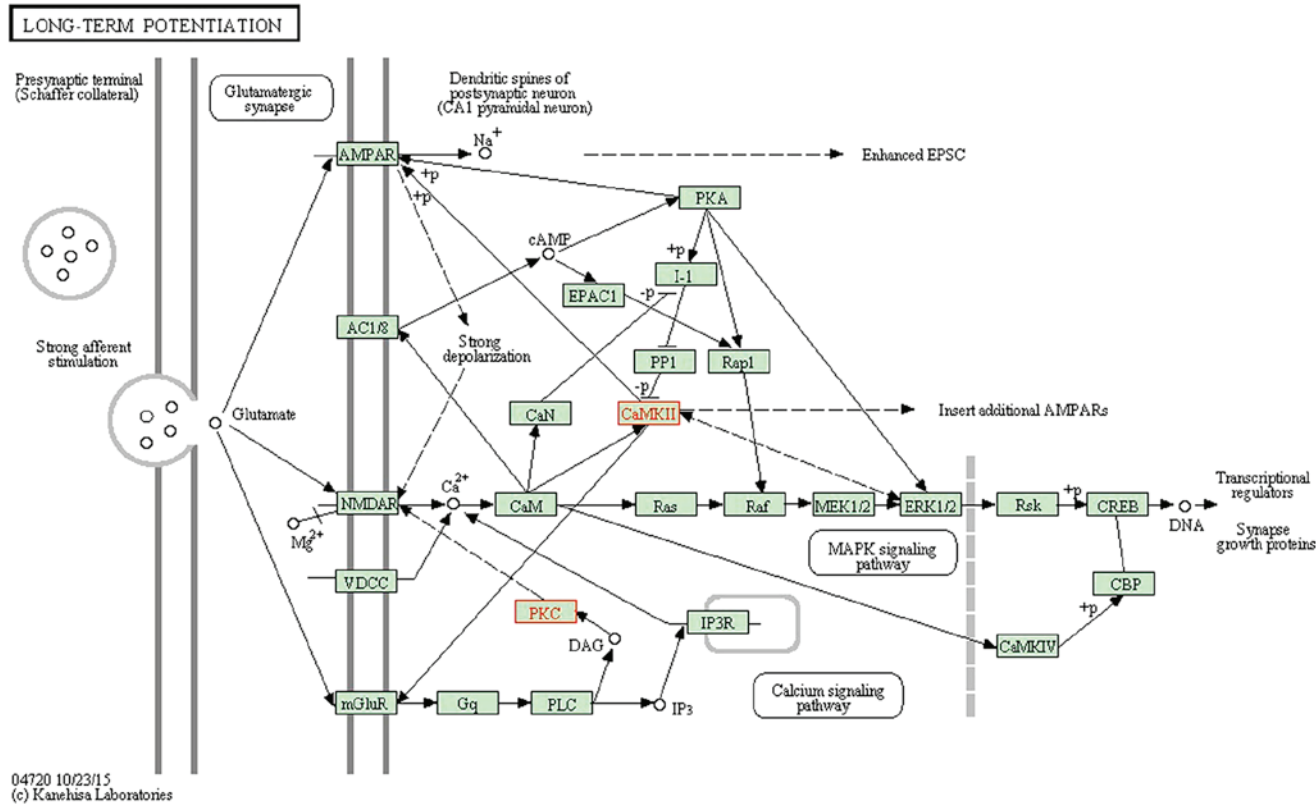 LONG-TERM POTENTIATION
Presynaptic terminal
(Schaffer collateral)
Glutamatergic
synapse
Dendritic spines of
postsynaptic neuron
(CA1 pyramidal neuron)
AMPAR
Na+
Enhanced EPSC
+p
+p
PKA
cAMP
+p
I-1
-p
EPAC1
AC1/8
Strong afferent
stimulation
Strong
depolarization
PP1
Rap1
-p
Glutamate
CaN
CaMKII
Insert additional AMPARs
Ca2+
NMDAR
CaM
Ras
Raf
MEK1/2
ERK1/2
Rsk
+p
CREB
DNA
Transcriptional
regulators
Synapse
growth proteins
Mg2+
MAPK signaling
pathway
VDCC
CBP
+p
PKC
DAG
IP3R
CaMKIV
mGluR
Gq
PLC
IP3
Calcium signaling
pathway
04720 10/23/15
(c) Kanehisa Laboratories